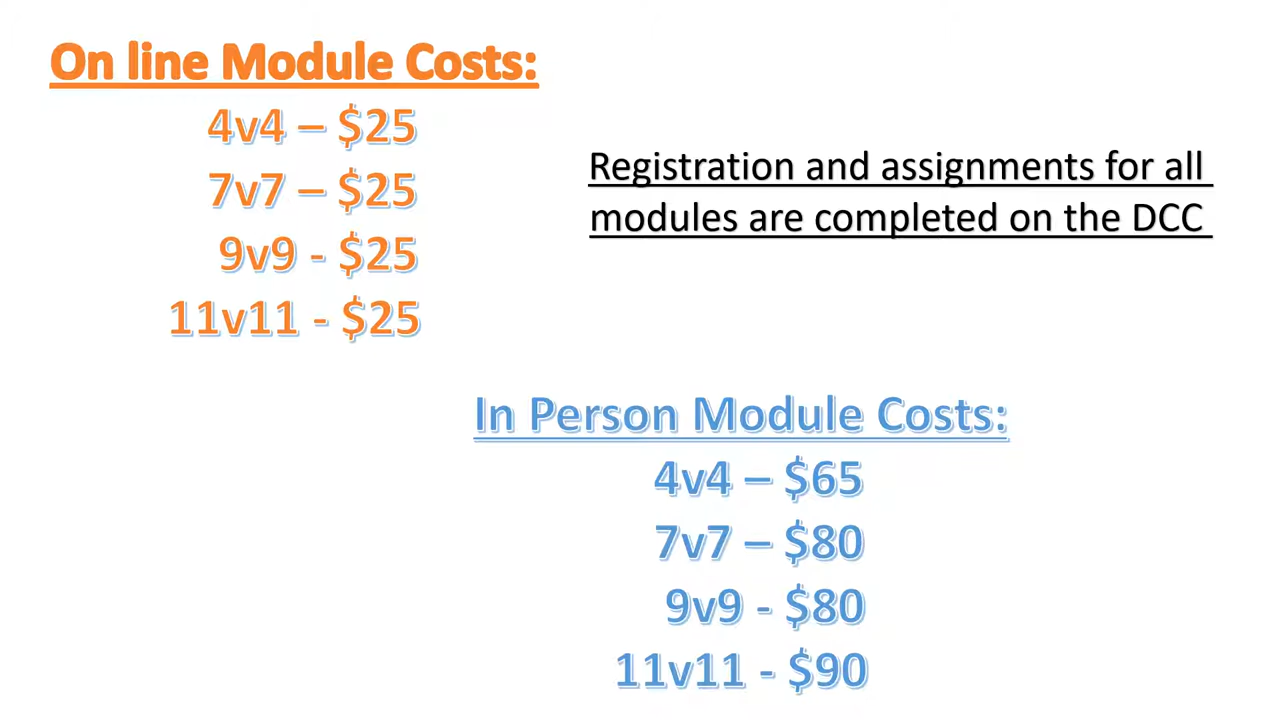 On line Module Costs:
4v4 – $25
7v7 – $25
9v9 - $25
11v11 - $25
Registration and assignments for all
modules are completed on the DCC
In Person Module Costs:
4v4 – $65
7v7 – $80
9v9 - $80
11v11 - $90